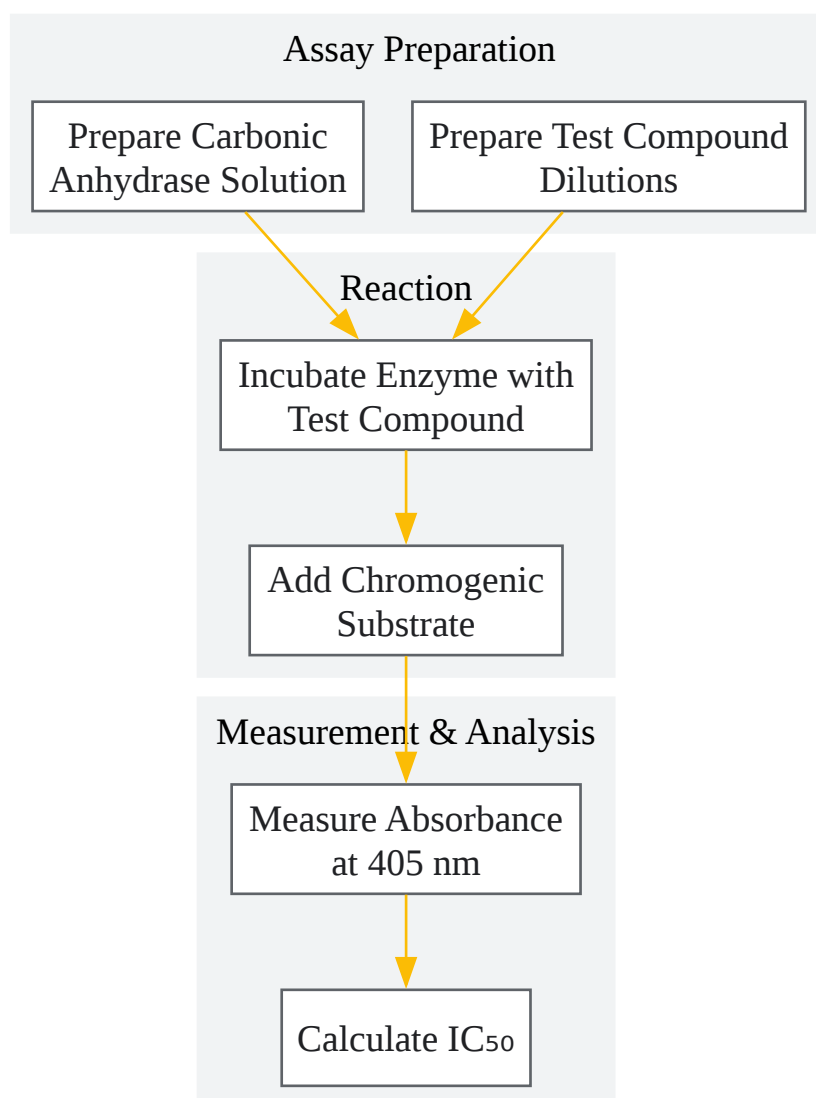 Assay Preparation
Prepare Carbonic
Anhydrase Solution
Prepare Test Compound
Dilutions
Reaction
Incubate Enzyme with
Test Compound
Add Chromogenic
Substrate
Measurement & Analysis
Measure Absorbance
at 405 nm
Calculate IC₅₀